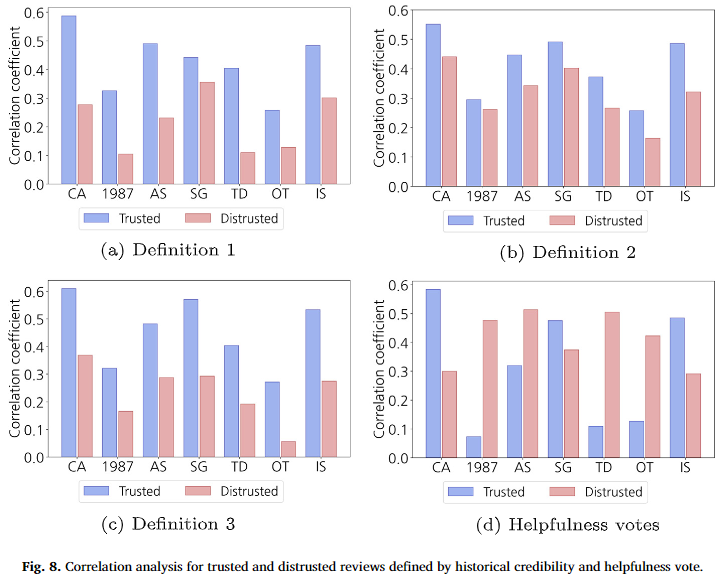 0.6
0.5
0.4
0.3
0.2
0.1
0.0
Correlation coefficient
CA 1987 AS SG TD OT IS
Trusted Distrusted
(a) Definition 1
0.6
0.5
0.4
0.3
0.2
0.1
0.0
Correlation coefficient
CA 1987 AS SG TD OT IS
Trusted Distrusted
(b) Definition 2
0.6
0.5
0.4
0.3
0.2
0.1
0.0
Correlation coefficient
CA 1987 AS SG TD OT IS
Trusted Distrusted
(c) Definition 3
0.6
0.5
0.4
0.3
0.2
0.1
0.0
Correlation coefficient
CA 1987 AS SG TD OT IS
Trusted Distrusted
(d) Helpfulness votes
Fig. 8. Correlation analysis for trusted and distrusted reviews defined by historical credibility and helpfulness vote.